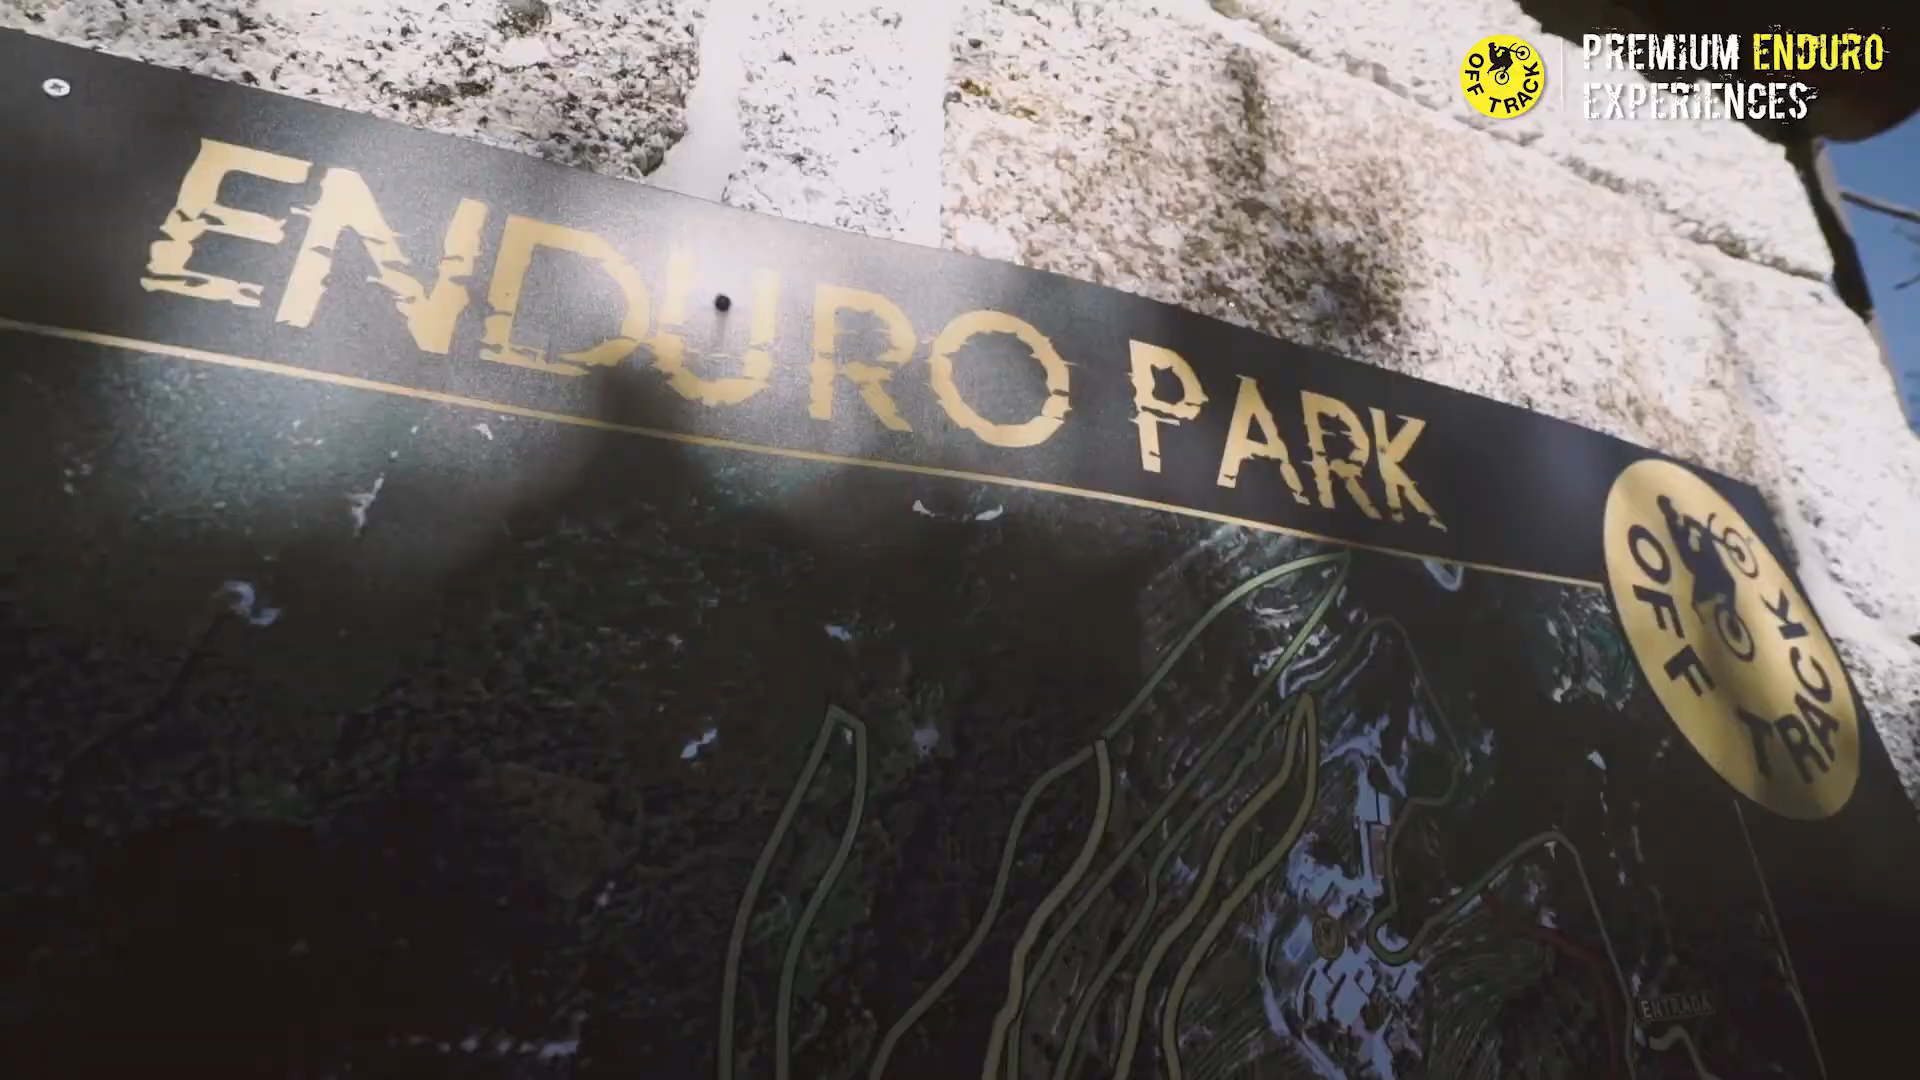 OFF TRACK
PREMIUM ENDURO
EXPERIENCES
ENDURO PARK
OFF TRACK
ENTRADA